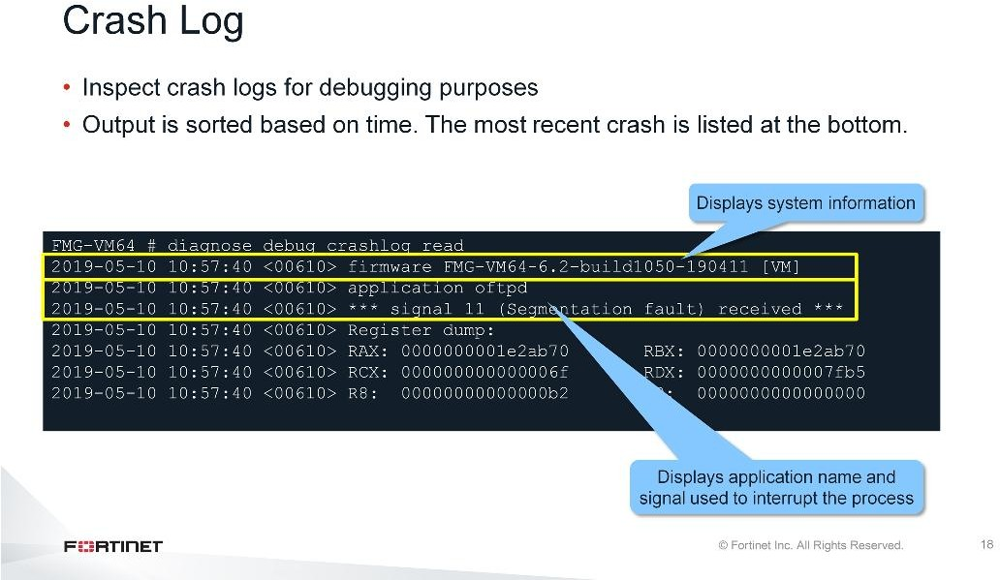 Crash Log
• Inspect crash logs for debugging purposes
• Output is sorted based on time. The most recent crash is listed at the bottom.
Displays system information
FMG-VM64 # diagnose debug crashlog read
2019-05-10 10:57:40 <00610> firmware FMG-VM64-6.2-build1050-190411 [VM]
2019-05-10 10:57:40 <00610> application oftpd
2019-05-10 10:57:40 <00610> *** signal 11 (Segmentation fault) received ***
2019-05-10 10:57:40 <00610> Register dump:
2019-05-10 10:57:40 <00610> RAX: 0000000001e2ab70 RBX: 0000000001e2ab70
2019-05-10 10:57:40 <00610> RCX: 000000000000006f RDX: 0000000000007fb5
2019-05-10 10:57:40 <00610> R8: 00000000000000b2 0000000000000000
Displays application name and
signal used to interrupt the process
FORTINET
© Fortinet Inc. All Rights Reserved.
18